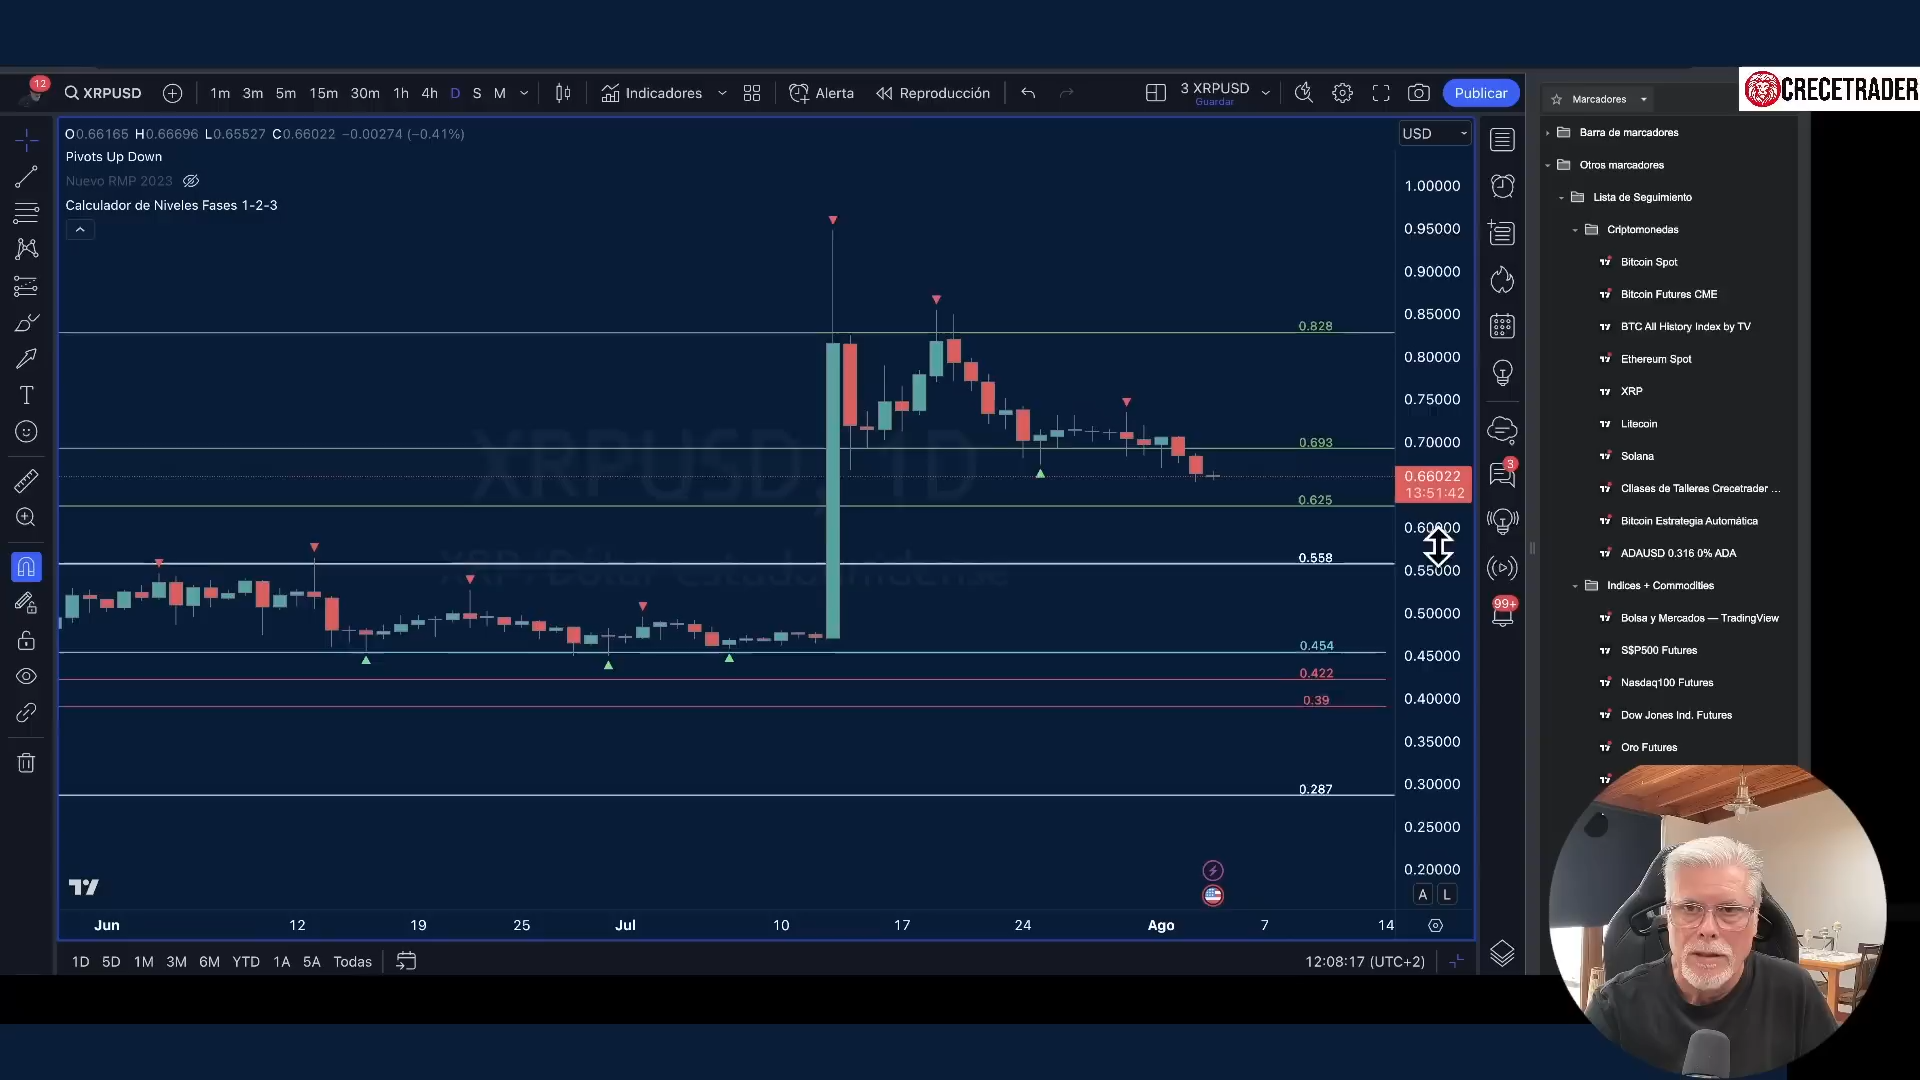 CRECETRADER
12
XRPUSD
1m 3m 5m 15m 30m 1h 4h D S M
Indicadores
Alerta
Reproducción
3 XRPUSD
Guardar
Publicar
Marcadores
O0.66165 H0.66696 L0.65527 C0.66022 −0.00274 (−0.41%)
Pivots Up Down
Nuevo RMP 2023
Calculador de Niveles Fases 1-2-3
USD
1.00000
0.95000
0.90000
0.85000
0.80000
0.75000
0.70000
0.66022
13:51:42
0.60000
0.55000
0.50000
0.45000
0.40000
0.35000
0.30000
0.25000
0.20000
A L
0.828
0.693
0.625
0.558
0.454
0.422
0.39
0.287
XRPUSD, 1D
XRP/Dólar estadounidense
Jun 12 19 25 Jul 10 17 24 Ago 7 14
1D 5D 1M 3M 6M YTD 1A 5A Todas
12:08:17 (UTC+2)
3
99+
Barra de marcadores
Otros marcadores
Lista de Seguimiento
Criptomonedas
Bitcoin Spot
Bitcoin Futures CME
BTC All History Index by TV
Ethereum Spot
XRP
Litecoin
Solana
Cllases de Talleres Crecetrader ...
Bitcoin Estrategia Automática
ADAUSD 0.316 0% ADA
Indices + Commodities
Bolsa y Mercados — TradingView
S$P500 Futures
Nasdaq100 Futures
Dow Jones Ind. Futures
Oro Futures